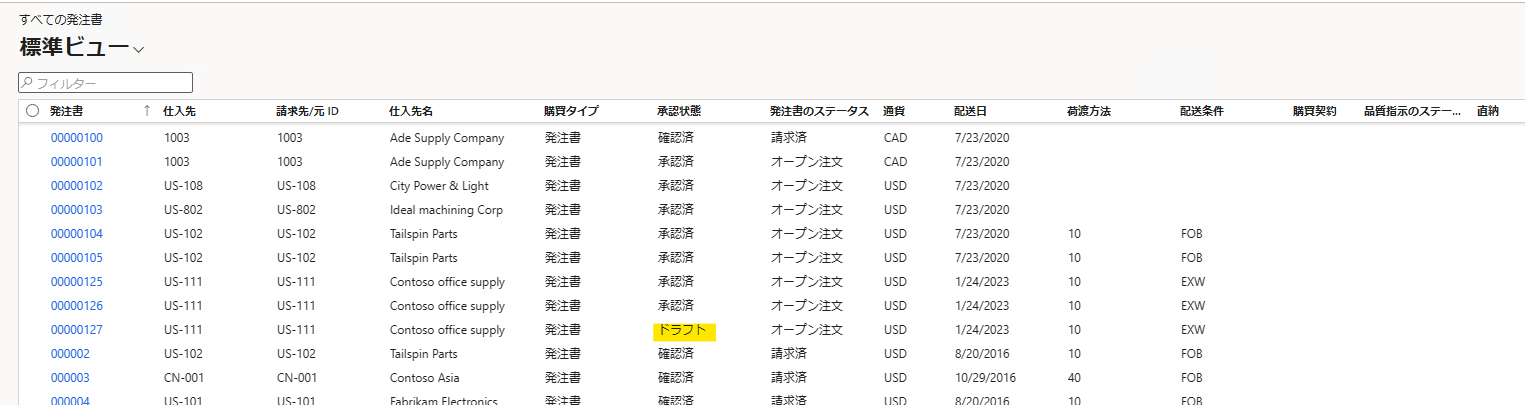 すべての発注書
標準ビュー
フィルター
発注書 ↑ 仕入先 請求先/元 ID 仕入先名 購買タイプ 承認状態 発注書のステータス 通貨 配送日 荷渡方法 配送条件 購買契約 品質指示のステー... 直納
00000100 1003 1003 Ade Supply Company 発注書 確認済 請求済 CAD 7/23/2020
00000101 1003 1003 Ade Supply Company 発注書 承認済 オープン注文 CAD 7/23/2020
00000102 US-108 US-108 City Power & Light 発注書 承認済 オープン注文 USD 7/23/2020
00000103 US-802 US-802 Ideal machining Corp 発注書 承認済 オープン注文 USD 7/23/2020
00000104 US-102 US-102 Tailspin Parts 発注書 承認済 オープン注文 USD 7/23/2020 10 FOB
00000105 US-102 US-102 Tailspin Parts 発注書 承認済 オープン注文 USD 7/23/2020 10 FOB
00000125 US-111 US-111 Contoso office supply 発注書 承認済 オープン注文 USD 1/24/2023 10 EXW
00000126 US-111 US-111 Contoso office supply 発注書 承認済 オープン注文 USD 1/24/2023 10 EXW
00000127 US-111 US-111 Contoso office supply 発注書 ドラフト オープン注文 USD 1/24/2023 10 EXW
000002 US-102 US-102 Tailspin Parts 発注書 確認済 請求済 USD 8/20/2016 10 FOB
000003 CN-001 CN-001 Contoso Asia 発注書 確認済 請求済 USD 10/29/2016 40 FOB
000004 US-101 US-101 Fabrikam Electronics 発注書 確認済 請求済 USD 8/20/2016 10 FOB